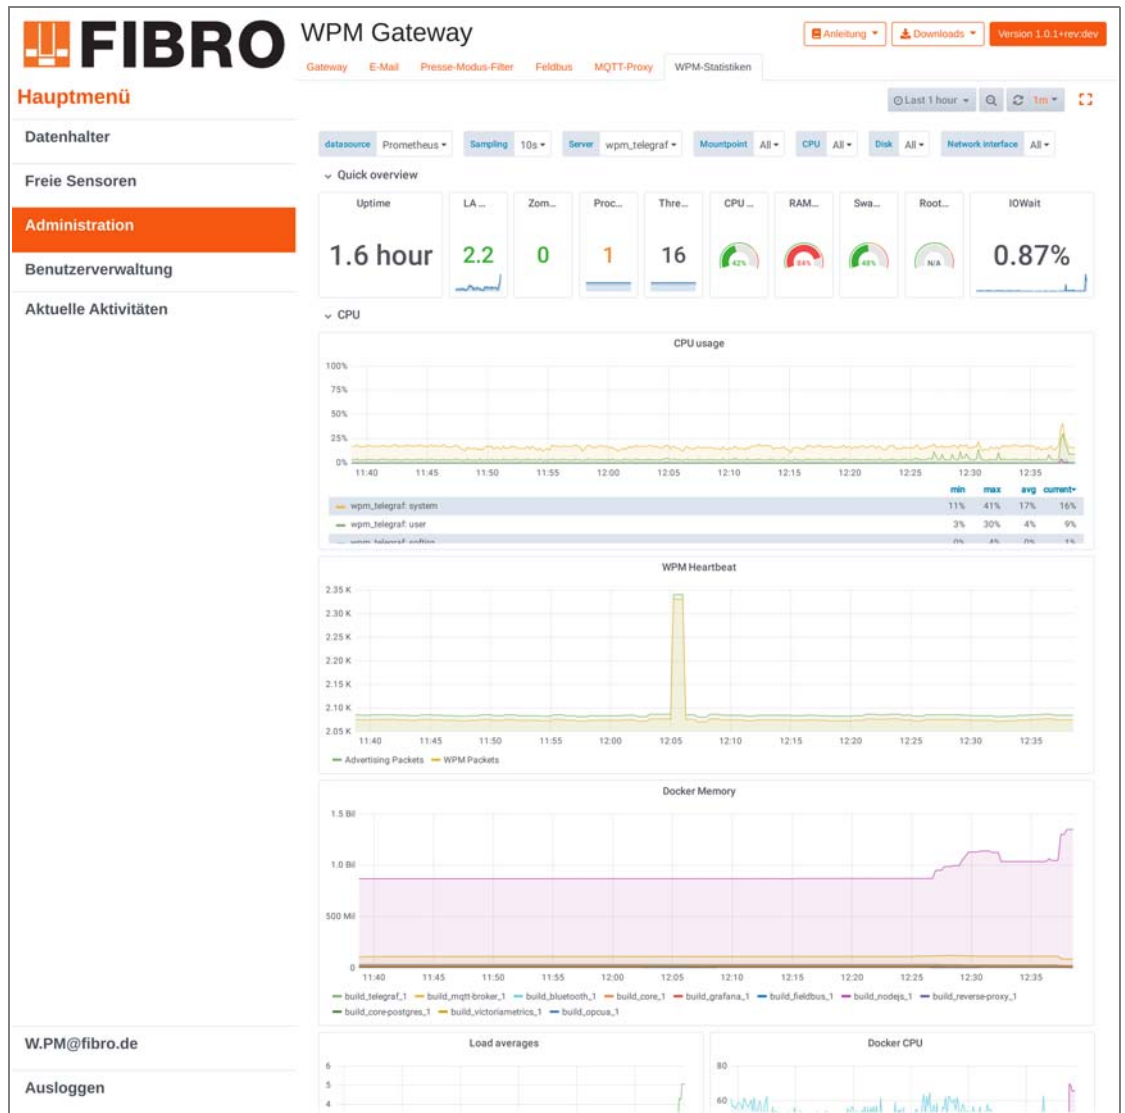 FIBRO
WPM Gateway
Anleitung
Downloads
Version 1.0.1+rev:dev
Gateway E-Mail Presse-Modus-Filter Feldbus MQTT-Proxy WPM-Statistiken
Hauptmenü
Datenhalter
Freie Sensoren
Administration
Benutzerverwaltung
Aktuelle Aktivitäten
W.PM@fibro.de
Ausloggen
Last 1 hour 1m
datasource Prometheus Sampling 10s Server wpm_telegraf Mountpoint All CPU All Disk All Network interface All
Quick overview
Uptime LA ... Zom... Proc... Thre... CPU ... RAM... Swa... Root... IOWait
1.6 hour 2.2 0 1 16 42% 84% 48% N/A 0.87%
CPU
CPU usage
100%
75%
50%
25%
0%
11:40 11:45 11:50 11:55 12:00 12:05 12:10 12:15 12:20 12:25 12:30 12:35
min max avg current
wpm_telegraf: system 11% 41% 17% 16%
wpm_telegraf: user 3% 30% 4% 9%
wpm_telegraf: softirq 0% 4% 0% 1%
WPM Heartbeat
2.35 K
2.30 K
2.25 K
2.20 K
2.15 K
2.10 K
2.05 K
11:40 11:45 11:50 11:55 12:00 12:05 12:10 12:15 12:20 12:25 12:30 12:35
Advertising Packets WPM Packets
Docker Memory
1.5 Bil
1.0 Bil
500 Mil
0
11:40 11:45 11:50 11:55 12:00 12:05 12:10 12:15 12:20 12:25 12:30 12:35
build_telegraf_1 build_mqtt-broker_1 build_bluetooth_1 build_core_1 build_grafana_1 build_fieldbus_1 build_nodejs_1 build_reverse-proxy_1
build_core-postgres_1 build_victoriametrics_1 build_opcua_1
Load averages
6
5
4
Docker CPU
80
60